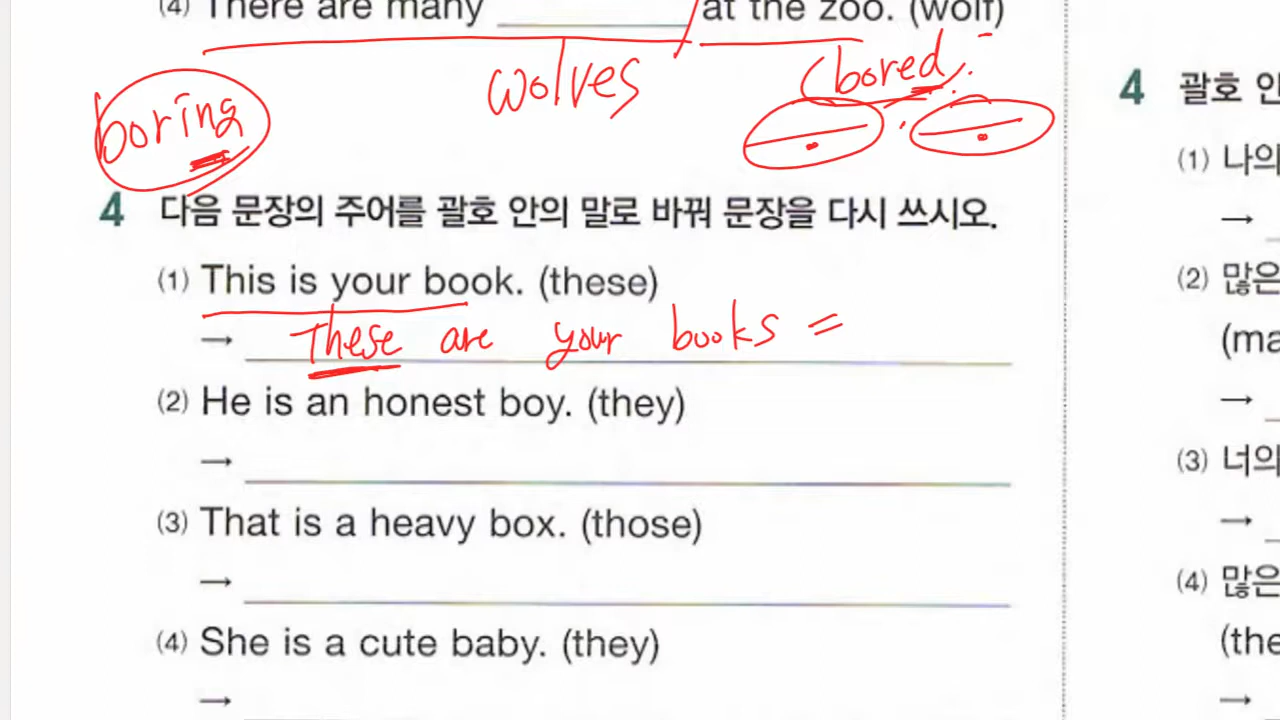 (4) There are many ________ at the zoo. (wolf)
wolves
(bored)
boring
4 다음 문장의 주어를 괄호 안의 말로 바꿔 문장을 다시 쓰시오.
(1) This is your book. (these)
→ These are your books
(2) He is an honest boy. (they)
→
(3) That is a heavy box. (those)
→
(4) She is a cute baby. (they)
→
4 괄호 안
(1) 나의
→
(2) 많은
(ma
→
(3) 너의
→
(4) 많은
(the
→